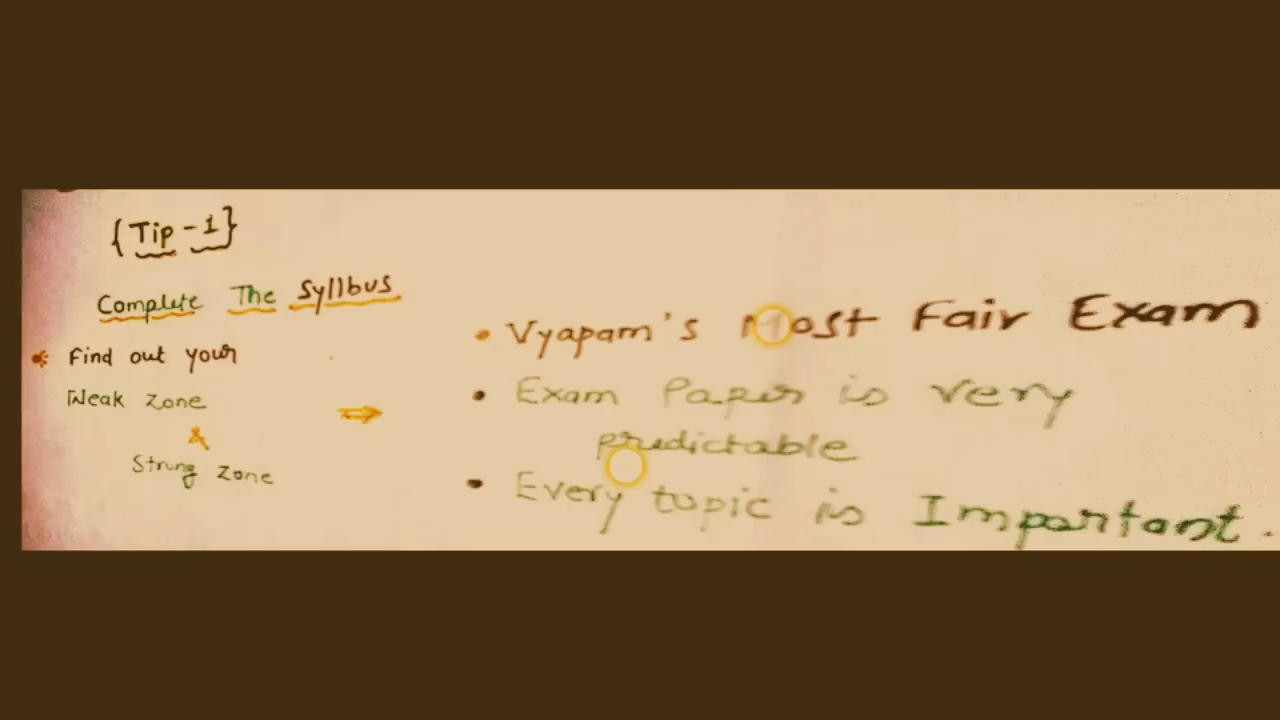 {Tip-1}
Complete The Syllbus
Find out your
Weak Zone
&
Strong Zone
⇒
• Vyapam's Most Fair Exam
• Exam Paper is very
predictable
• Every topic is Important.